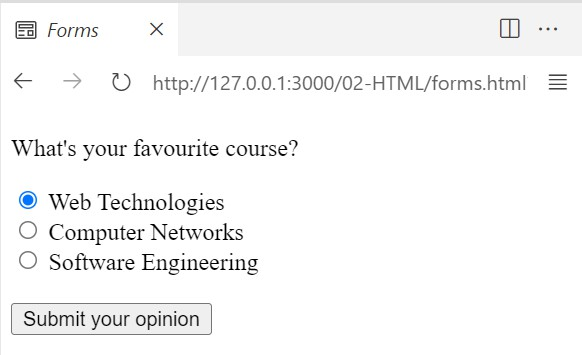 Forms
http://127.0.0.1:3000/02-HTML/forms.html
What's your favourite course?
Web Technologies
Computer Networks
Software Engineering
Submit your opinion